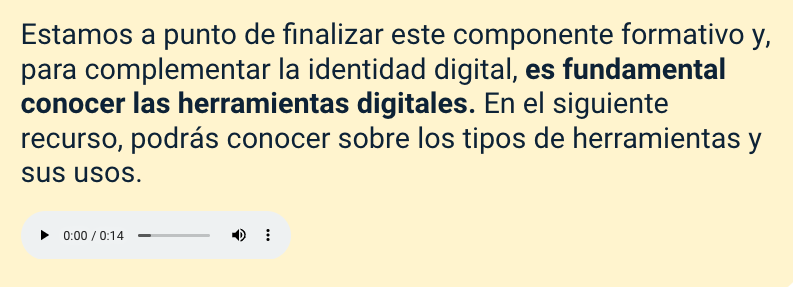 Estamos a punto de finalizar este componente formativo y,
para complementar la identidad digital, es fundamental
conocer las herramientas digitales. En el siguiente
recurso, podrás conocer sobre los tipos de herramientas y
sus usos.
0:00 / 0:14